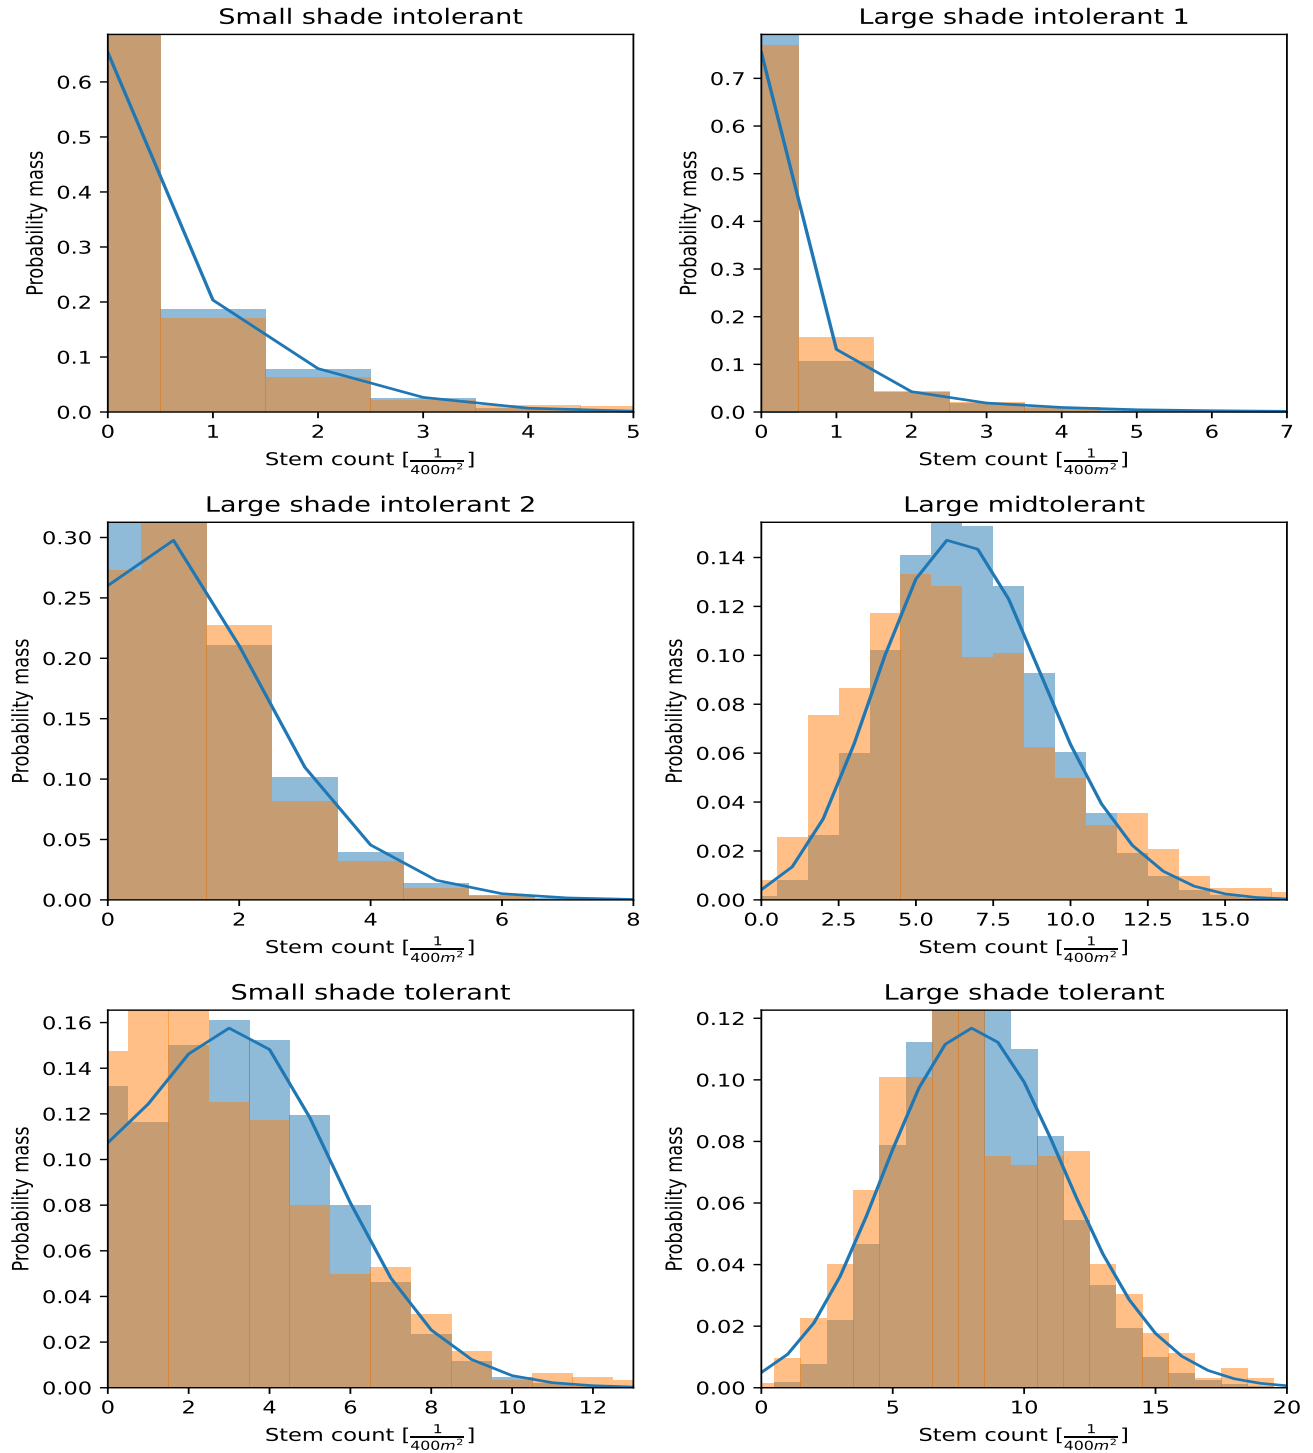 Small shade intolerant
0.6
0.5
0.4
0.3
0.2
0.1
0.0
Probability mass
0 1 2 3 4 5
Stem count [1/400m²]
Large shade intolerant 1
0.7
0.6
0.5
0.4
0.3
0.2
0.1
0.0
Probability mass
0 1 2 3 4 5 6 7
Stem count [1/400m²]
Large shade intolerant 2
0.30
0.25
0.20
0.15
0.10
0.05
0.00
Probability mass
0 2 4 6 8
Stem count [1/400m²]
Large midtolerant
0.14
0.12
0.10
0.08
0.06
0.04
0.02
0.00
Probability mass
0.0 2.5 5.0 7.5 10.0 12.5 15.0
Stem count [1/400m²]
Small shade tolerant
0.16
0.14
0.12
0.10
0.08
0.06
0.04
0.02
0.00
Probability mass
0 2 4 6 8 10 12
Stem count [1/400m²]
Large shade tolerant
0.12
0.10
0.08
0.06
0.04
0.02
0.00
Probability mass
0 5 10 15 20
Stem count [1/400m²]